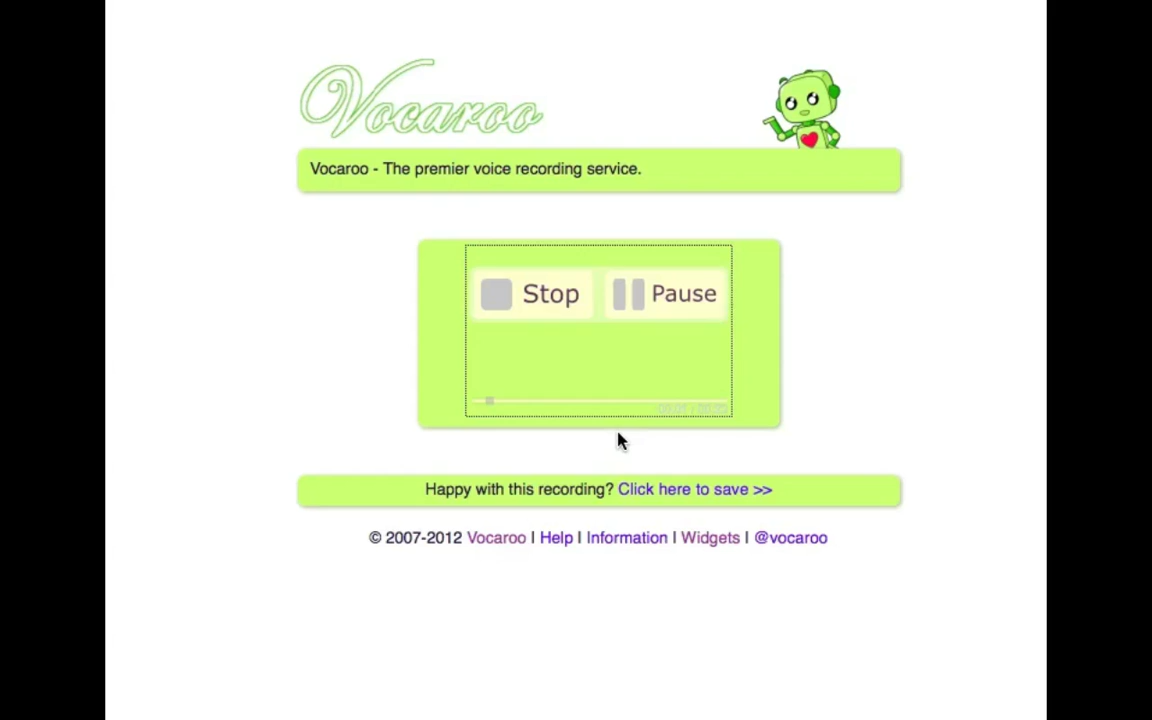 Vocaroo
Vocaroo - The premier voice recording service.
Stop
Pause
Happy with this recording? Click here to save >>
© 2007-2012 Vocaroo | Help | Information | Widgets | @vocaroo